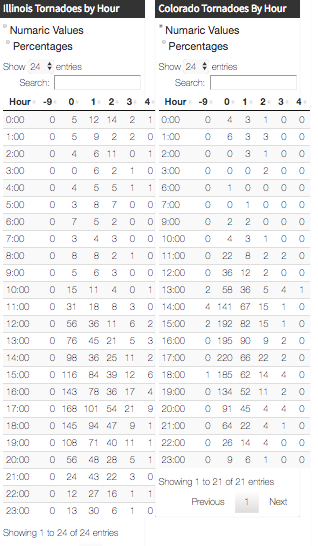 Illinois Tornadoes by Hour
Numaric Values
Percentages
Show 24 entries
Search:
Hour -9 0 1 2 3 4
0:00 0 5 12 14 2 1
1:00 0 5 9 2 2 0
2:00 0 4 6 11 0 1
3:00 0 0 6 2 1 0
4:00 0 4 5 5 1 1
5:00 0 3 8 7 0 0
6:00 0 7 5 2 0 0
7:00 0 3 4 3 0 0
8:00 0 8 8 2 1 0
9:00 0 5 6 3 0 0
10:00 0 15 11 4 0 1
11:00 0 31 18 8 3 0
12:00 0 56 36 11 6 2
13:00 0 76 45 21 5 3
14:00 0 98 36 25 11 2
15:00 0 116 84 39 12 6
16:00 0 143 78 36 17 4
17:00 0 168 101 54 21 9
18:00 0 145 94 47 9 1
19:00 0 108 71 40 11 1
20:00 0 56 48 28 5 1
21:00 0 24 43 22 3 0
22:00 0 12 27 16 1 1
23:00 0 13 30 6 1 0
Showing 1 to 24 of 24 entries
Colorado Tornadoes By Hour
Numaric Values
Percentages
Show 24 entries
Search:
Hour -9 0 1 2 3 4
0:00 0 4 3 1 0 0
1:00 0 6 3 3 0 0
2:00 0 0 3 1 0 0
3:00 0 0 0 2 0 0
6:00 0 1 0 0 0 0
7:00 0 0 1 0 0 0
9:00 0 2 2 0 0 0
10:00 0 4 3 1 0 0
11:00 0 22 8 2 2 0
12:00 0 36 12 2 0 0
13:00 2 58 36 5 4 1
14:00 4 141 67 15 1 0
15:00 2 192 82 15 1 0
16:00 0 195 90 9 2 0
17:00 0 220 66 22 2 0
18:00 1 185 62 14 4 0
19:00 0 134 52 11 2 0
20:00 0 91 45 4 4 0
21:00 0 64 22 4 1 0
22:00 0 26 14 4 0 0
23:00 0 9 6 1 0 0
Showing 1 to 21 of 21 entries
Previous 1 Next